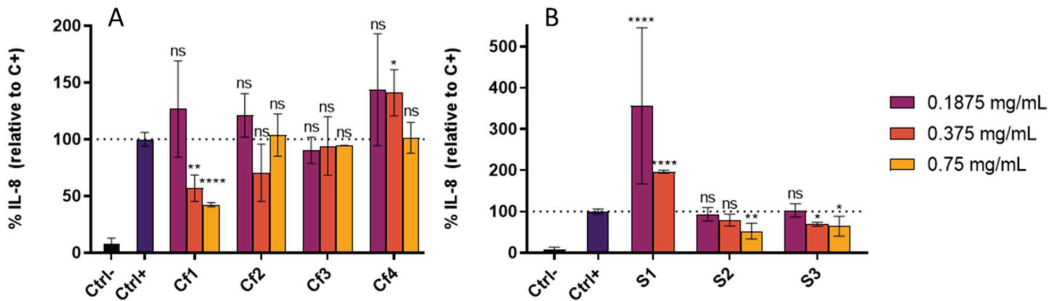 A
% IL-8 (relative to C+)
200
150
100
50
0
ns
**
****
ns
ns
ns
ns
ns
ns
ns
*
ns
Ctrl-
Ctrl+
Cf1
Cf2
Cf3
Cf4
B
% IL-8 (relative to C+)
500
400
300
200
100
0
****
****
ns
ns
**
ns
*
*
Ctrl-
Ctrl+
S1
S2
S3
0.1875 mg/mL
0.375 mg/mL
0.75 mg/mL